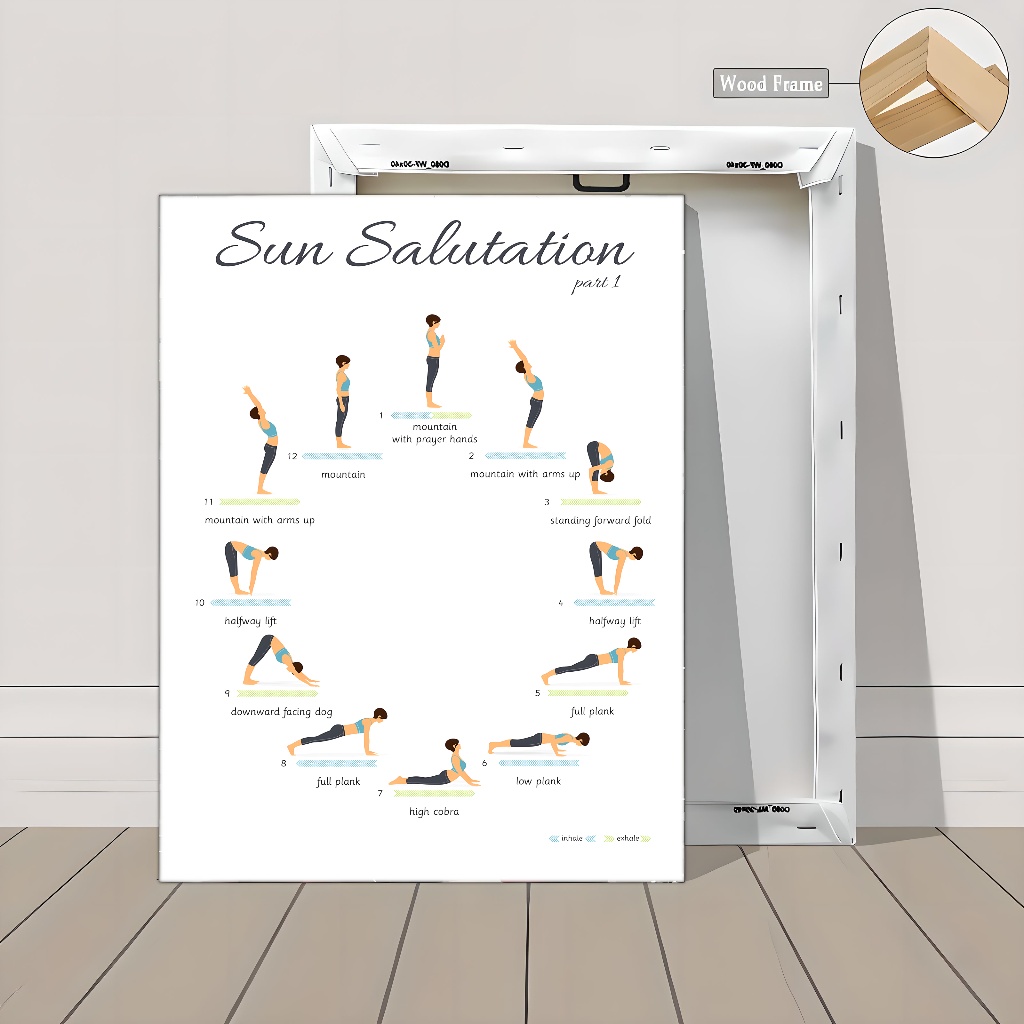 Wood Frame
Sun Salutation
part 1
1
mountain
with prayer hands
2
mountain with arms up
3
standing forward fold
4
halfway lift
5
full plank
6
low plank
7
high cobra
8
full plank
9
downward facing dog
10
halfway lift
11
mountain with arms up
12
mountain
inhale
exhale